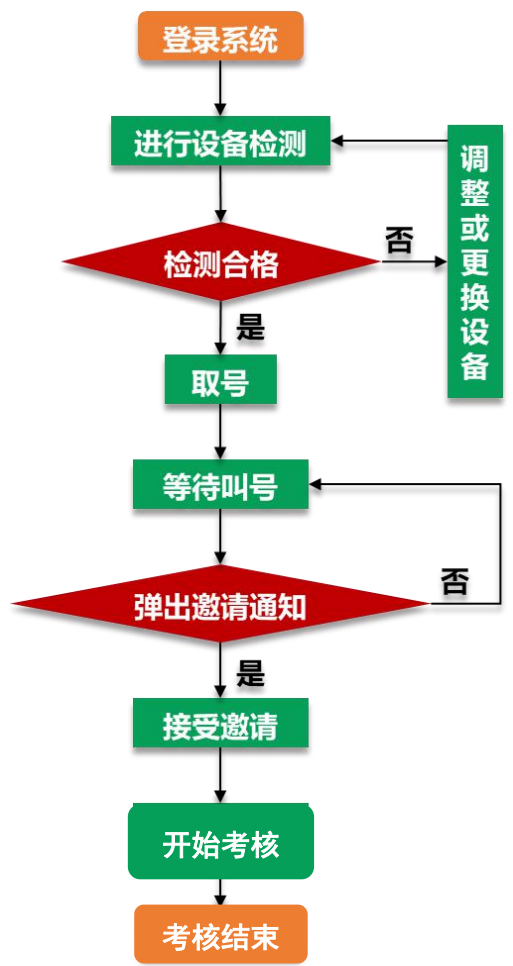 登录系统
进行设备检测
检测合格
否
调整或更换设备
是
取号
等待叫号
弹出邀请通知
否
是
接受邀请
开始考核
考核结束